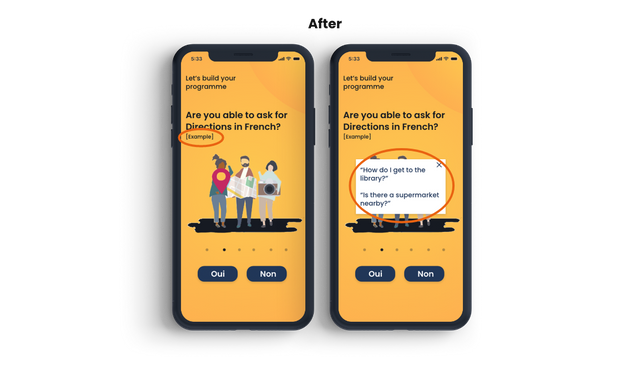 After
5:33
Let's build your
programme
Are you able to ask for
Directions in French?
[Example]
Oui
Non
5:33
Let's build your
programme
Are you able to ask for
Directions in French?
[Example]
"How do I get to the
library?"
"Is there a supermarket
nearby?"
Oui
Non